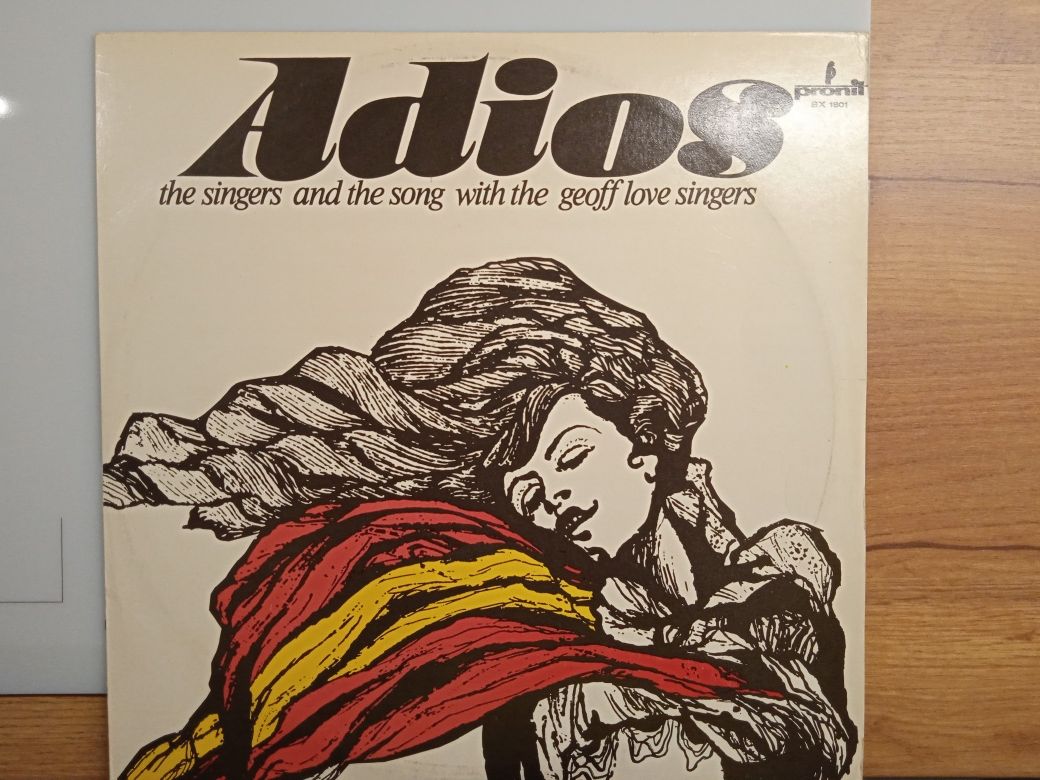 Adios
pronit
SX 1801
the singers and the song with the geoff love singers